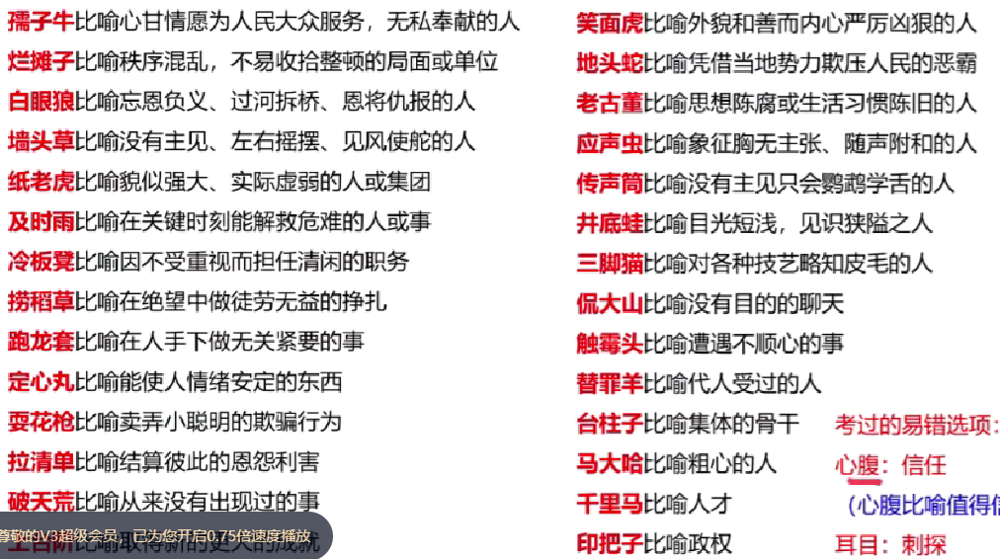 孺子牛比喻心甘情愿为人民大众服务，无私奉献的人
烂摊子比喻秩序混乱，不易收拾整顿的局面或单位
白眼狼比喻忘恩负义、过河拆桥、恩将仇报的人
墙头草比喻没有主见、左右摇摆、见风使舵的人
纸老虎比喻貌似强大、实际虚弱的人或集团
及时雨比喻在关键时刻能解救危难的人或事
冷板凳比喻因不受重视而担任清闲的职务
捞稻草比喻在绝望中做徒劳无益的挣扎
跑龙套比喻在人手下做无关紧要的事
定心丸比喻能使人情绪安定的东西
耍花枪比喻卖弄小聪明的欺骗行为
拉清单比喻结算彼此的恩怨利害
破天荒比喻从来没有出现过的事
上台阶比喻取得新的更大的成就
尊敬的V3超级会员，已为您开启0.75倍速度播放
笑面虎比喻外貌和善而内心严厉凶狠的人
地头蛇比喻凭借当地势力欺压人民的恶霸
老古董比喻思想陈腐或生活习惯陈旧的人
应声虫比喻象征胸无主张、随声附和的人
传声筒比喻没有主见只会鹦鹉学舌的人
井底蛙比喻目光短浅，见识狭隘之人
三脚猫比喻对各种技艺略知皮毛的人
侃大山比喻没有目的的聊天
触霉头比喻遭遇不顺心的事
替罪羊比喻代人受过的人
台柱子比喻集体的骨干
马大哈比喻粗心的人
千里马比喻人才
印把子比喻政权
考过的易错选项：
心腹：信任
（心腹比喻值得信
耳目：刺探